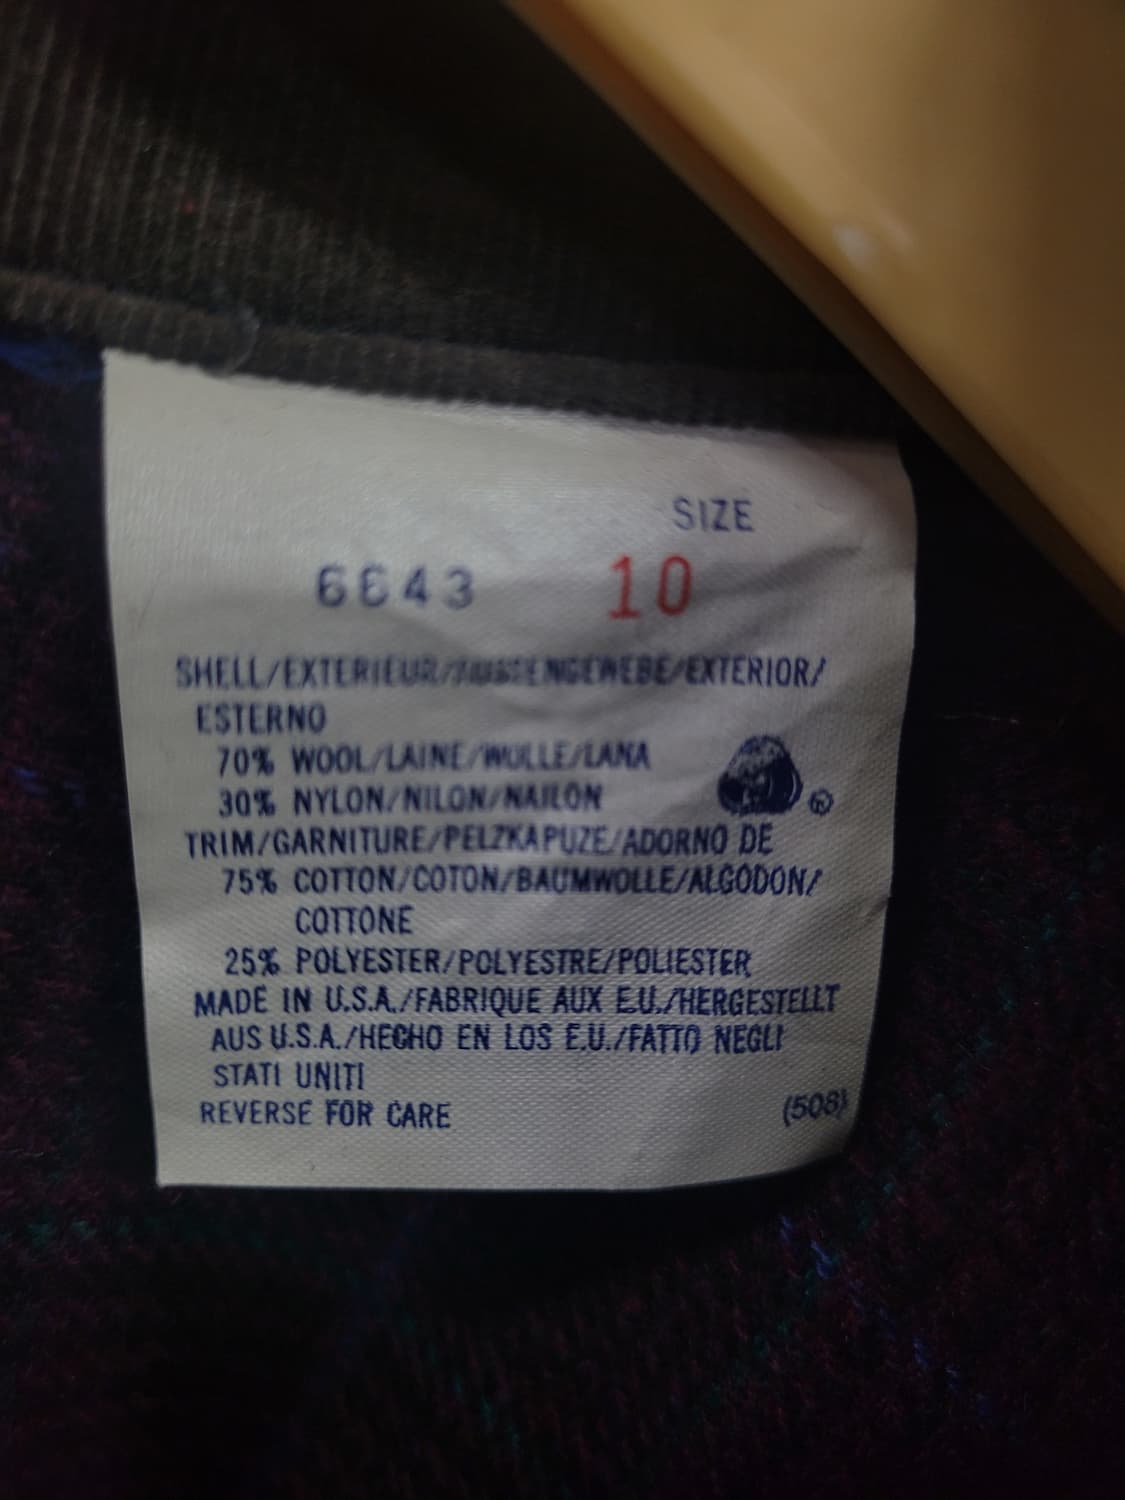 SIZE
6643 10
SHELL/EXTERIEUR/AUSSENGEWEBE/EXTERIOR/
ESTERNO
70% WOOL/LAINE/WOLLE/LANA
30% NYLON/NILON/NAILON
®
TRIM/GARNITURE/PELZKAPUZE/ADORNO DE
75% COTTON/COTON/BAUMWOLLE/ALGODON/
COTTONE
25% POLYESTER/POLYESTRE/POLIESTER
MADE IN U.S.A./FABRIQUE AUX E.U./HERGESTELLT
AUS U.S.A./HECHO EN LOS E.U./FATTO NEGLI
STATI UNITI
REVERSE FOR CARE (508)